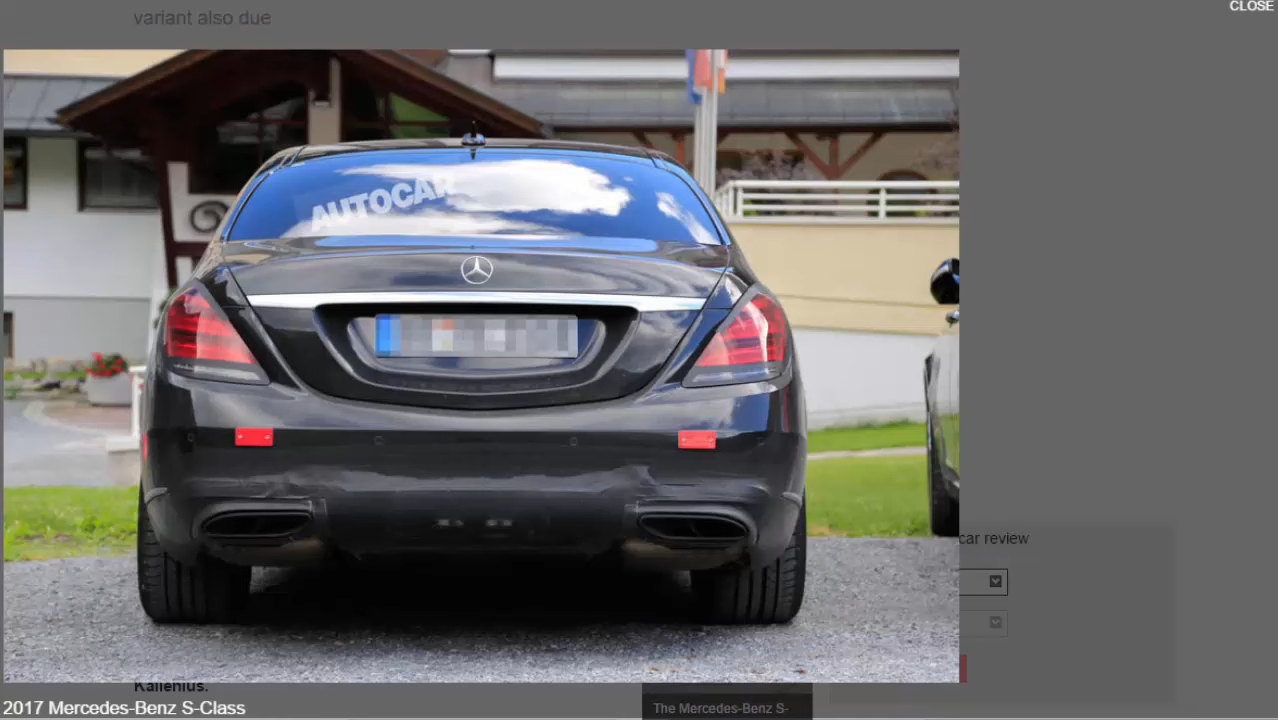 variant also due
CLOSE
AUTOCAR
car review
Kallenius.
2017 Mercedes-Benz S-Class
The Mercedes-Benz S-